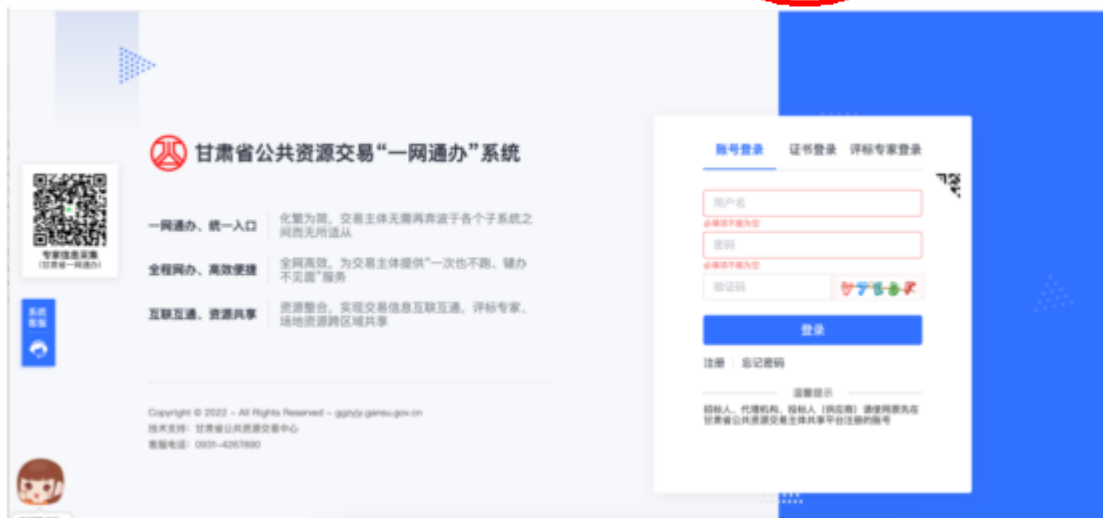 甘肃省公共资源交易“一网通办”系统
账号登录 证书登录 评标专家登录
用户名
必填项不能为空
密码
必填项不能为空
验证码
登录
注册 忘记密码
温馨提示
招标人、代理机构、投标人（供应商）请使用原先在
甘肃省公共资源交易主体共享平台注册的账号
一网通办、统一入口
化繁为简，交易主体无需再奔波于各个子系统之
间而无所适从
全程网办、高效便捷
全网高效，为交易主体提供“一次也不跑、键办
不见面”服务
互联互通、资源共享
资源整合，实现交易信息互联互通，评标专家、
场地资源跨区域共享
专家信息采集
(甘肃省一网通办)
系统
客服
Copyright © 2022 - All Rights Reserved - ggzyjy.gansu.gov.cn
技术支持：甘肃省公共资源交易中心
客服电话：0931-4267890